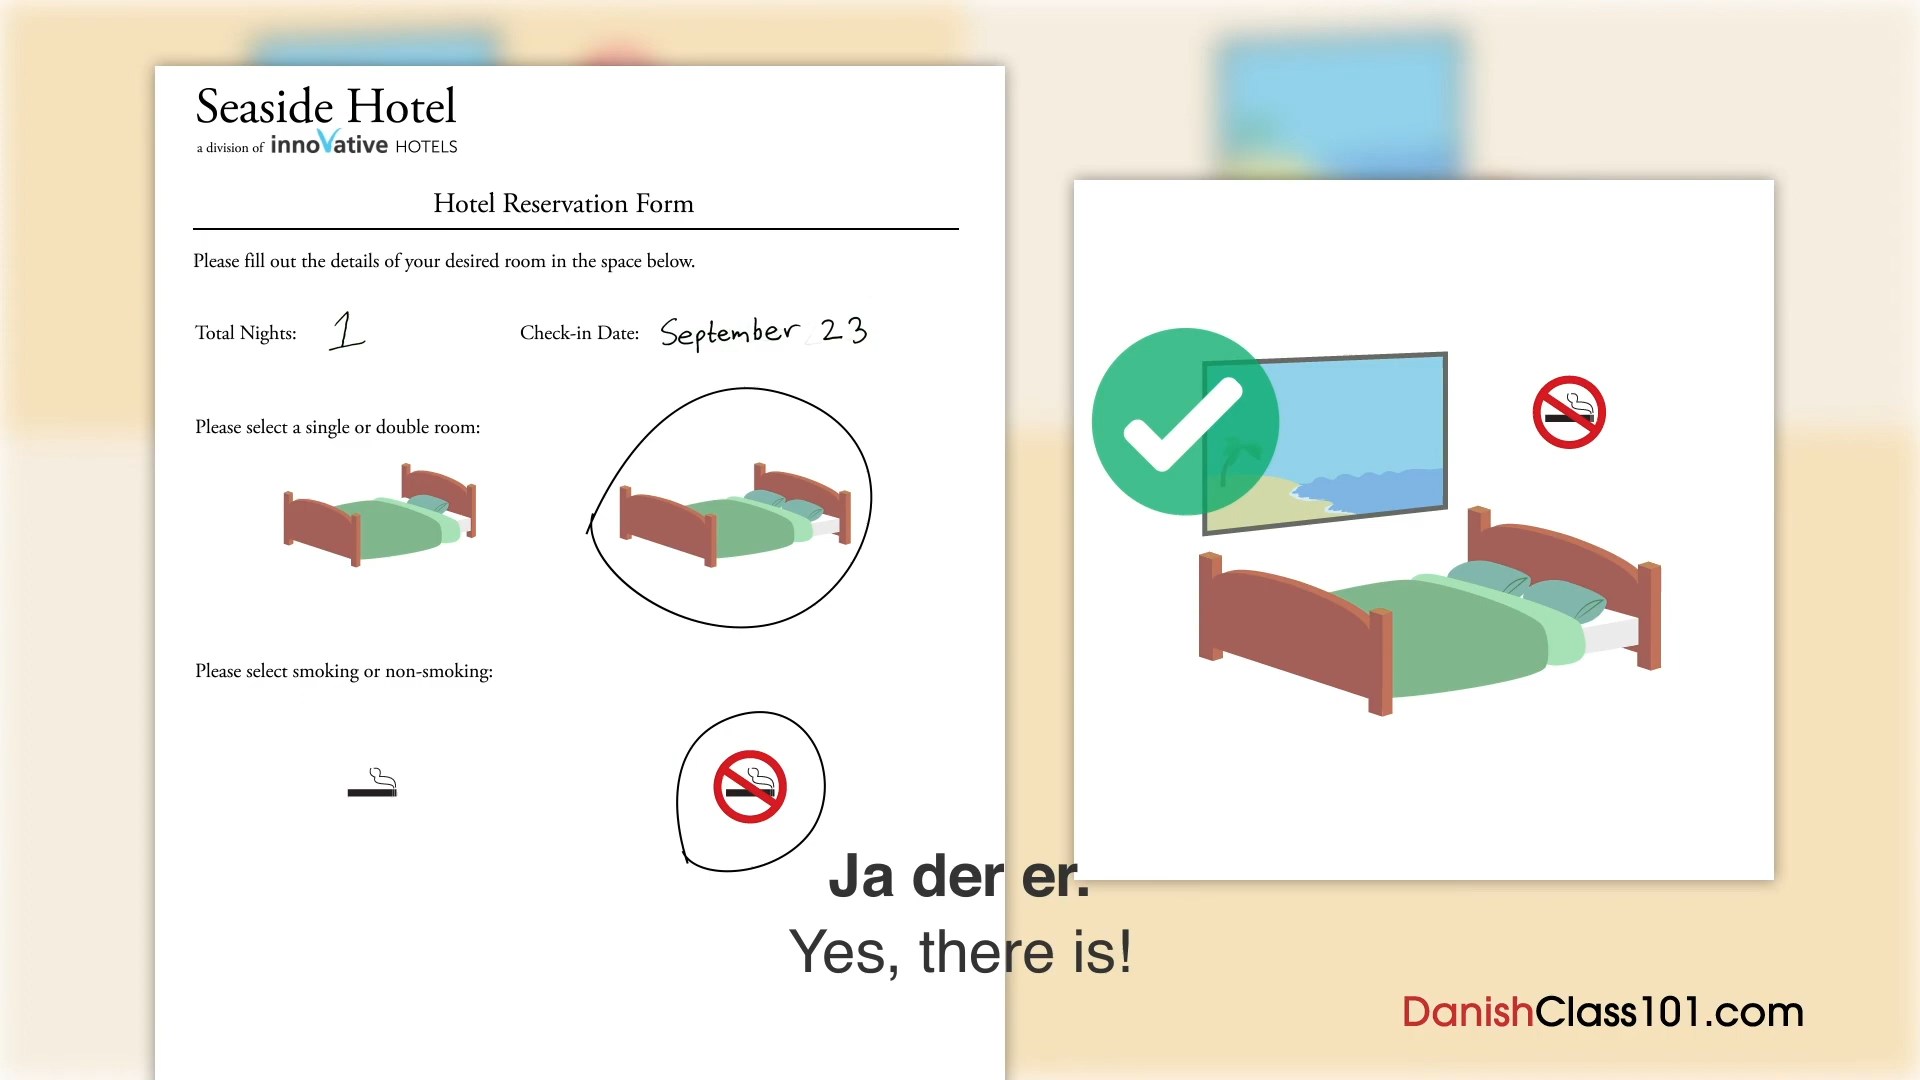 Seaside Hotel
a division of innoVative HOTELS
Hotel Reservation Form
Please fill out the details of your desired room in the space below.
Total Nights: 1 Check-in Date: September 23
Please select a single or double room:
Please select smoking or non-smoking:
Ja der er.
Yes, there is!
DanishClass101.com